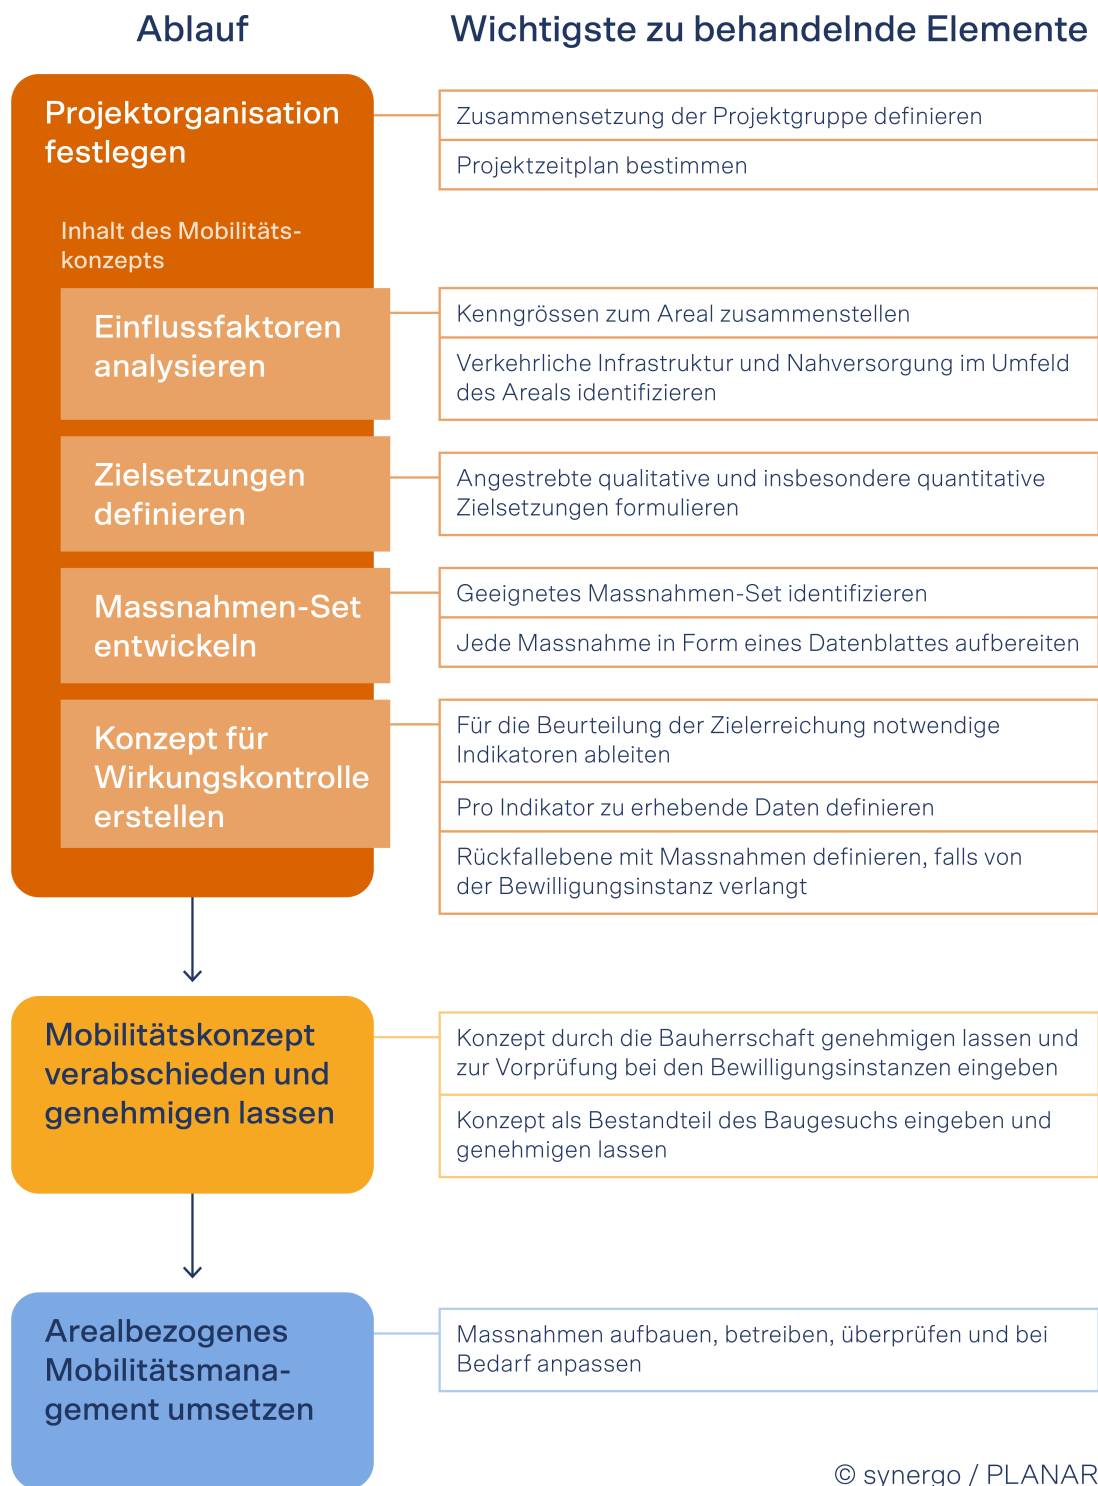 Ablauf
Wichtigste zu behandelnde Elemente
Projektorganisation
festlegen
Zusammensetzung der Projektgruppe definieren
Projektzeitplan bestimmen
Inhalt des Mobilitäts-
konzepts
Einflussfaktoren
analysieren
Kenngrössen zum Areal zusammenstellen
Verkehrliche Infrastruktur und Nahversorgung im Umfeld
des Areals identifizieren
Zielsetzungen
definieren
Angestrebte qualitative und insbesondere quantitative
Zielsetzungen formulieren
Massnahmen-Set
entwickeln
Geeignetes Massnahmen-Set identifizieren
Jede Massnahme in Form eines Datenblattes aufbereiten
Konzept für
Wirkungskontrolle
erstellen
Für die Beurteilung der Zielerreichung notwendige
Indikatoren ableiten
Pro Indikator zu erhebende Daten definieren
Rückfallebene mit Massnahmen definieren, falls von
der Bewilligungsinstanz verlangt
Mobilitätskonzept
verabschieden und
genehmigen lassen
Konzept durch die Bauherrschaft genehmigen lassen und
zur Vorprüfung bei den Bewilligungsinstanzen eingeben
Konzept als Bestandteil des Baugesuchs eingeben und
genehmigen lassen
Arealbezogenes
Mobilitätsmana-
gement umsetzen
Massnahmen aufbauen, betreiben, überprüfen und bei
Bedarf anpassen
© synergo / PLANAR